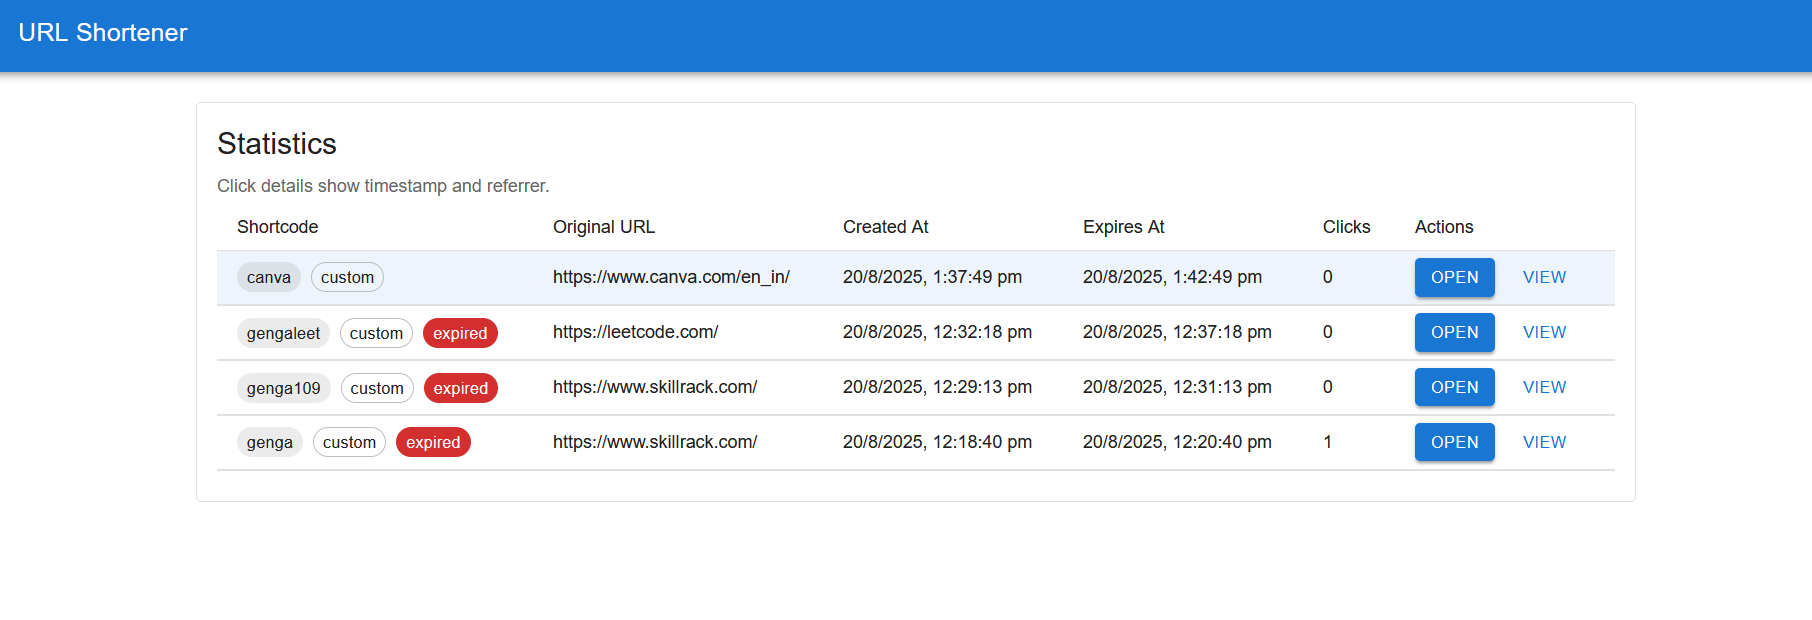 URL Shortener
Statistics
Click details show timestamp and referrer.
Shortcode Original URL Created At Expires At Clicks Actions
canva custom https://www.canva.com/en_in/ 20/8/2025, 1:37:49 pm 20/8/2025, 1:42:49 pm 0 OPEN VIEW
gengaleet custom expired https://leetcode.com/ 20/8/2025, 12:32:18 pm 20/8/2025, 12:37:18 pm 0 OPEN VIEW
genga109 custom expired https://www.skillrack.com/ 20/8/2025, 12:29:13 pm 20/8/2025, 12:31:13 pm 0 OPEN VIEW
genga custom expired https://www.skillrack.com/ 20/8/2025, 12:18:40 pm 20/8/2025, 12:20:40 pm 1 OPEN VIEW